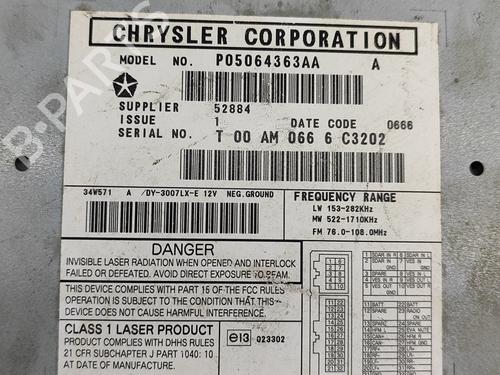 CHRYSLER CORPORATION
MODEL NO. P05064363AA A
SUPPLIER 52884
ISSUE 1 DATE CODE 0666
SERIAL NO. T 00 AM 066 6 C3202
34W571 A /DY-3007LX-E 12V NEG.GROUND
FREQUENCY RANGE
LW 153-282KHz
MW 522-1710KHz
FM 76.0-108.0MHz
DANGER
INVISIBLE LASER RADIATION WHEN OPENED AND INTERLOCK
FAILED OR DEFEATED. AVOID DIRECT EXPOSURE TO BEAM.
THIS DEVICE COMPLIES WITH PART 15 OF THE FCC RULES
OPERATION IS SUBJECT TO THE CONDITION THAT THIS
DEVICE DOES NOT CAUSE HARMFUL INTERFERENCE.
CLASS 1 LASER PRODUCT
PRODUCT COMPLIES WITH DHHS RULES
21 CFR SUBCHAPTER J PART 1040: 10
AT DATE OF MANUFACTURE.
e13 023302
B-PARTS